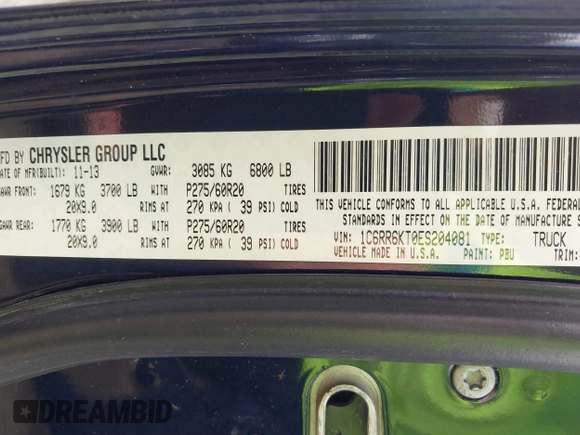 MFD BY CHRYSLER GROUP LLC
DATE OF MFR(BUILT): 11-13 GVWR: 3085 KG 6800 LB
GAWR FRONT: 1679 KG 3700 LB WITH P275/60R20 TIRES
20X9.0 RIMS AT 270 KPA ( 39 PSI) COLD
GAWR REAR: 1770 KG 3900 LB WITH P275/60R20 TIRES
20X9.0 RIMS AT 270 KPA ( 39 PSI) COLD
THIS VEHICLE CONFORMS TO ALL APPLICABLE U.S.A. FEDERAL
STANDARDS IN EFFECT ON THE DATE OF MANUFACTURE
VIN: 1C6RR6KT0ES204081 TYPE: TRUCK
VEHICLE MADE IN U.S.A. PAINT: PBU TRIM:
DREAMBID